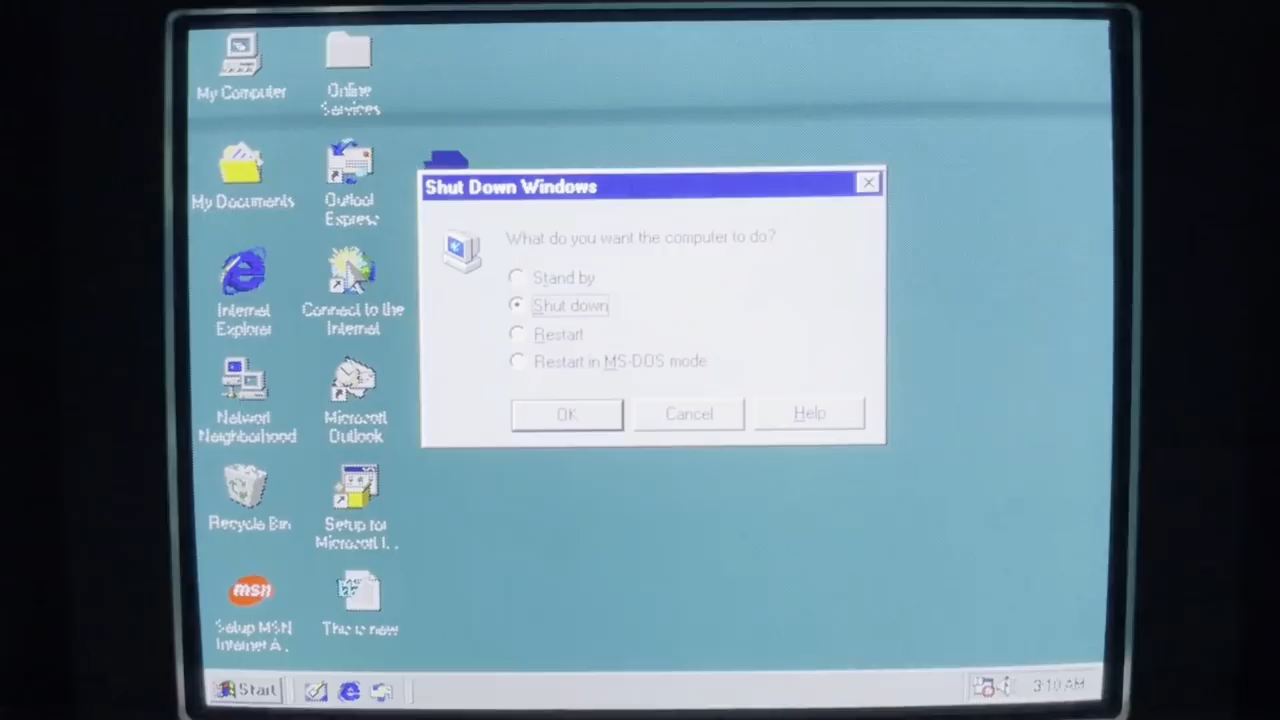 My Computer
Online
Services
My Documents
Outlook
Express
Internet
Explorer
Connect to the
Internet
Network
Neighborhood
Microsoft
Outlook
Recycle Bin
Setup for
Microsoft I...
msn
Setup MSN
Internet A...
This is new
Shut Down Windows
What do you want the computer to do?
Stand by
Shut down
Restart
Restart in MS-DOS mode
OK
Cancel
Help
Start
3:10 AM